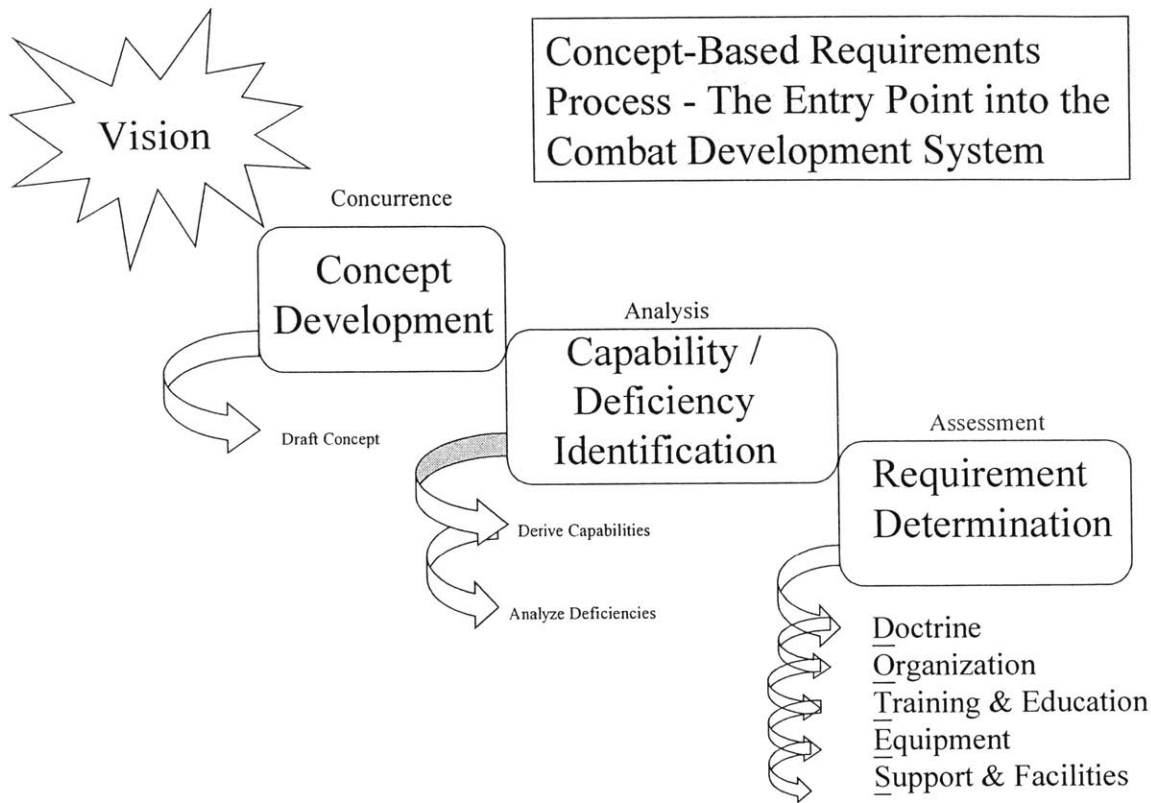 Vision
Concept-Based Requirements
Process - The Entry Point into the
Combat Development System
Concurrence
Concept
Development
Draft Concept
Analysis
Capability /
Deficiency
Identification
Derive Capabilities
Analyze Deficiencies
Assessment
Requirement
Determination
Doctrine
Organization
Training & Education
Equipment
Support & Facilities